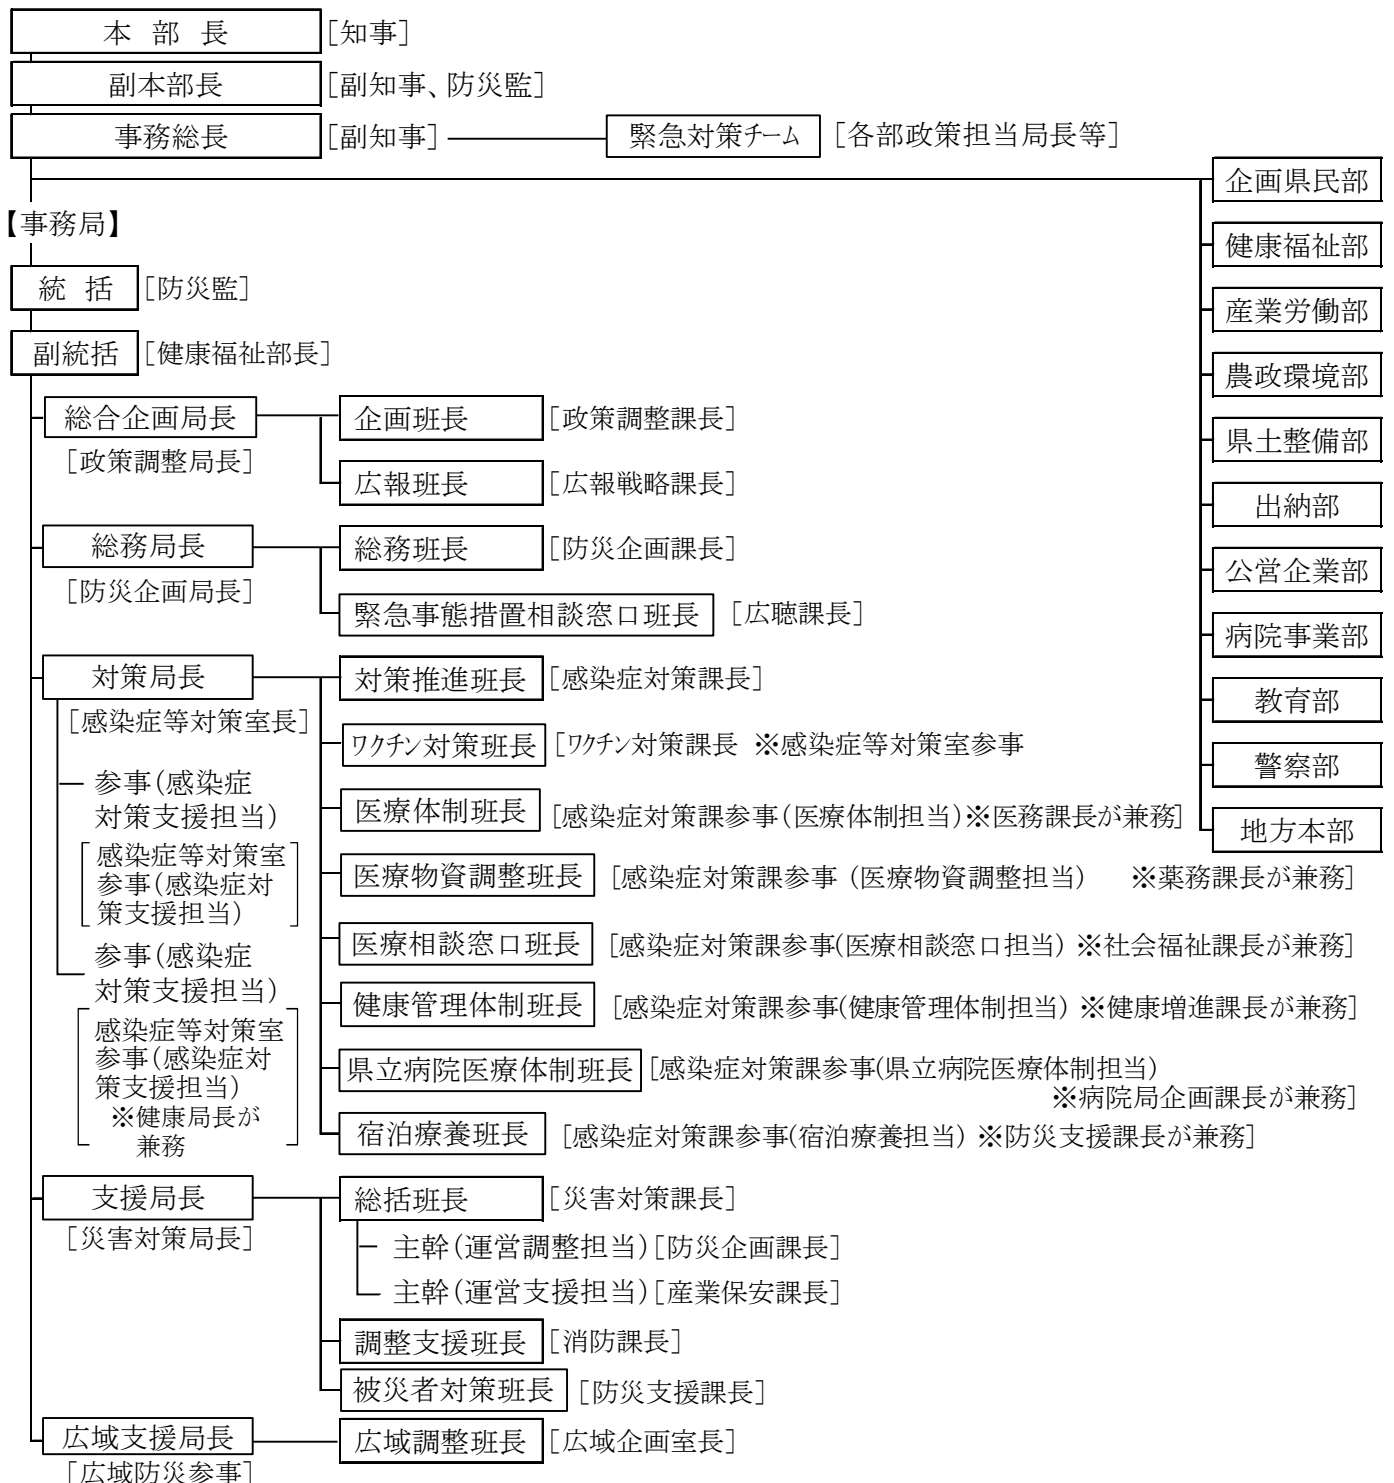 本 部 長 [知事]
副本部長 [副知事、防災監]
事務総長 [副知事] 緊急対策チーム [各部政策担当局長等]
企画県民部
【事務局】
健康福祉部
統 括 [防災監]
産業労働部
副統括 [健康福祉部長]
農政環境部
総合企画局長 企画班長 [政策調整課長]
県土整備部
[政策調整局長]
広報班長 [広報戦略課長]
出納部
総務局長 総務班長 [防災企画課長]
公営企業部
[防災企画局長]
緊急事態措置相談窓口班長 [広聴課長]
病院事業部
対策局長 対策推進班長 [感染症対策課長]
教育部
[感染症等対策室長]
ワクチン対策班長 [ワクチン対策課長 ※感染症等対策室参事
警察部
参事(感染症
対策支援担当)
医療体制班長 [感染症対策課参事(医療体制担当)※医務課長が兼務]
地方本部
[感染症等対策室
参事(感染症対
策支援担当)]
医療物資調整班長 [感染症対策課参事 (医療物資調整担当) ※薬務課長が兼務]
参事(感染症
対策支援担当)
医療相談窓口班長 [感染症対策課参事(医療相談窓口担当) ※社会福祉課長が兼務]
健康管理体制班長 [感染症対策課参事(健康管理体制担当) ※健康増進課長が兼務]
[感染症等対策室
参事(感染症対
策支援担当)
※健康局長が
兼務]
県立病院医療体制班長 [感染症対策課参事(県立病院医療体制担当)
※病院局企画課長が兼務]
宿泊療養班長 [感染症対策課参事(宿泊療養担当) ※防災支援課長が兼務]
支援局長 総括班長 [災害対策課長]
[災害対策局長]
主幹(運営調整担当)[防災企画課長]
主幹(運営支援担当)[産業保安課長]
調整支援班長 [消防課長]
被災者対策班長 [防災支援課長]
広域支援局長 広域調整班長 [広域企画室長]
[広域防災参事]